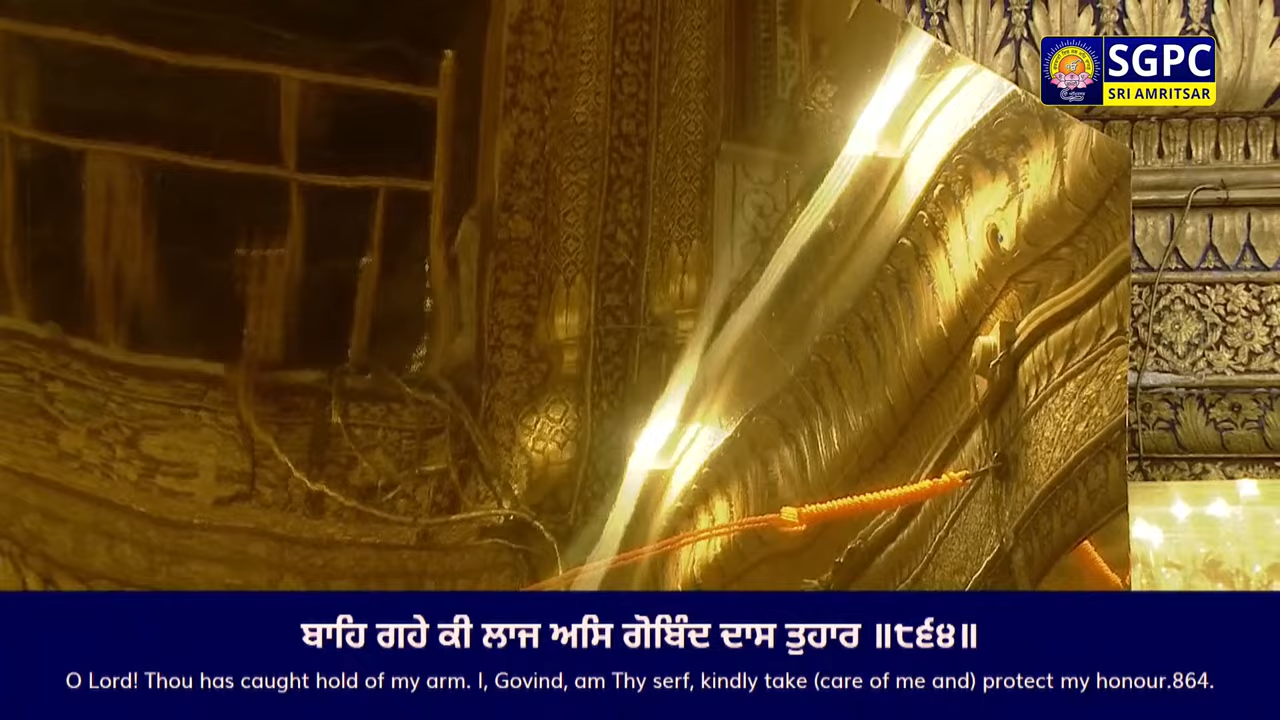 SGPC
SRI AMRITSAR
ਬਾਹਿ ਗਹੇ ਕੀ ਲਾਜ ਅਸਿ ਗੋਬਿੰਦ ਦਾਸ ਤੁਹਾਰ ॥੮੬੪॥
O Lord! Thou has caught hold of my arm. I, Govind, am Thy serf, kindly take (care of me and) protect my honour.864.